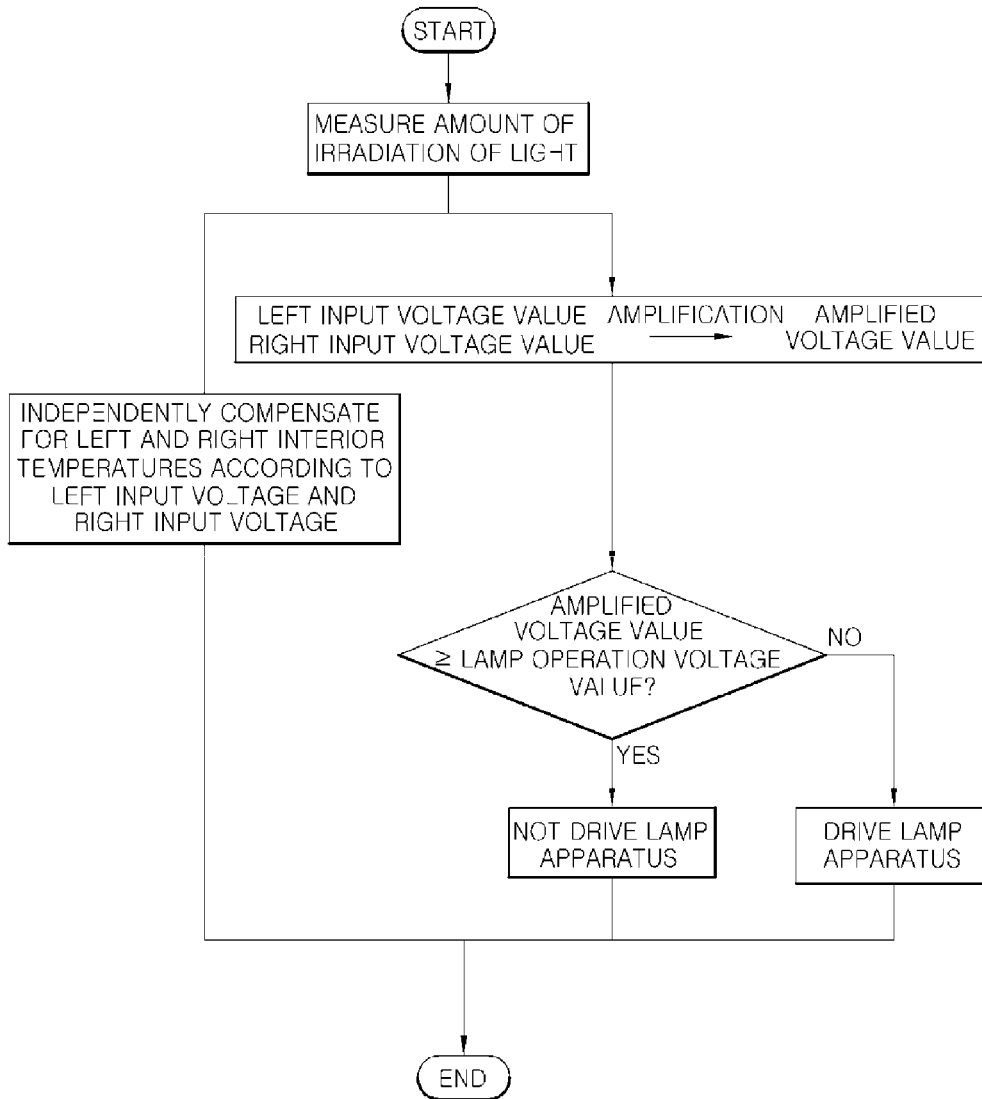 START
MEASURE AMOUNT OF
IRRADIATION OF LIGHT
LEFT INPUT VOLTAGE VALUE AMPLIFICATION AMPLIFIED
RIGHT INPUT VOLTAGE VALUE VOLTAGE VALUE
INDEPENDENTLY COMPENSATE
FOR LEFT AND RIGHT INTERIOR
TEMPERATURES ACCORDING TO
LEFT INPUT VOLTAGE AND
RIGHT INPUT VOLTAGE
AMPLIFIED
VOLTAGE VALUE
≥ LAMP OPERATION VOLTAGE
VALUE?
NO
YES
NOT DRIVE LAMP
APPARATUS
DRIVE LAMP
APPARATUS
END